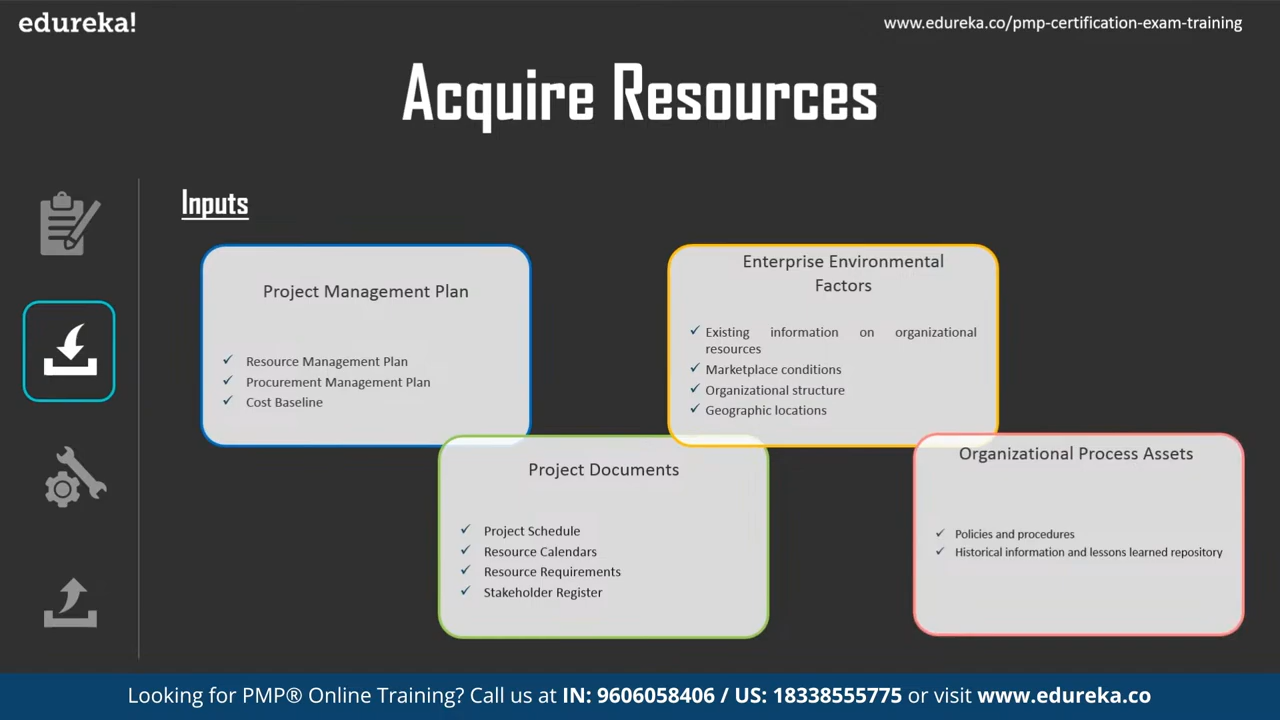 edureka!
www.edureka.co/pmp-certification-exam-training
Acquire Resources
Inputs
Project Management Plan
Resource Management Plan
Procurement Management Plan
Cost Baseline
Enterprise Environmental
Factors
Existing information on organizational
resources
Marketplace conditions
Organizational structure
Geographic locations
Project Documents
Project Schedule
Resource Calendars
Resource Requirements
Stakeholder Register
Organizational Process Assets
Policies and procedures
Historical information and lessons learned repository
Looking for PMP® Online Training? Call us at IN: 9606058406 / US: 18338555775 or visit www.edureka.co